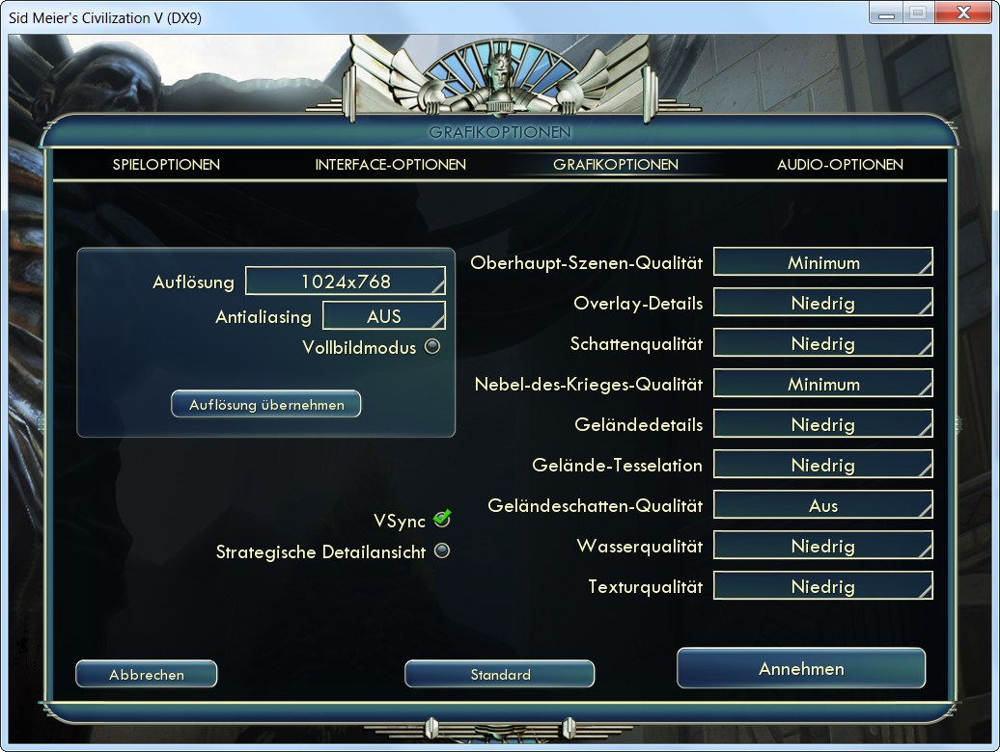 Sid Meier's Civilization V (DX9)
GRAFIKOPTIONEN
SPIELOPTIONEN
INTERFACE-OPTIONEN
GRAFIKOPTIONEN
AUDIO-OPTIONEN
Auflösung 1024x768
Antialiasing AUS
Vollbildmodus
Auflösung übernehmen
VSync
Strategische Detailansicht
Oberhaupt-Szenen-Qualität Minimum
Overlay-Details Niedrig
Schattenqualität Niedrig
Nebel-des-Krieges-Qualität Minimum
Geländedetails Niedrig
Gelände-Tesselation Niedrig
Geländeschatten-Qualität Aus
Wasserqualität Niedrig
Texturqualität Niedrig
Abbrechen
Standard
Annehmen